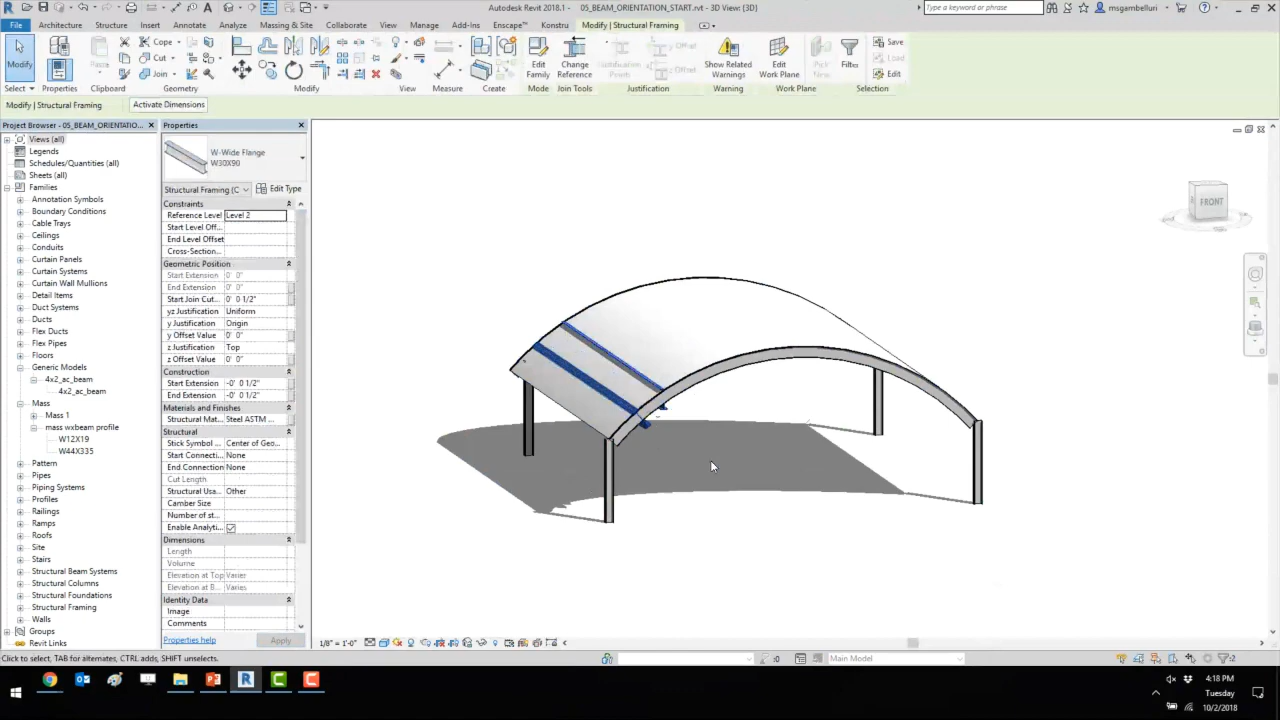 Autodesk Revit 2018.1 - 05_BEAM_ORIENTATION_START.rvt - 3D View: {3D}
Type a keyword or phrase
msgambelluri
File Architecture Structure Insert Annotate Analyze Massing & Site Collaborate View Manage Add-Ins Enscape™ Konstru Modify | Structural Framing
Modify
Paste
Cope
Cut
Join
Edit Family
Change Reference
Justification Points
y Offset
z Offset
Show Related Warnings
Edit Work Plane
Pick New
Filter
Save
Load
Edit
Select Properties Clipboard Geometry Modify View Measure Create Mode Join Tools Justification Warning Work Plane Selection
Modify | Structural Framing Activate Dimensions
Project Browser - 05_BEAM_ORIENTATIO...
Views (all)
Legends
Schedules/Quantities (all)
Sheets (all)
Families
Annotation Symbols
Boundary Conditions
Cable Trays
Ceilings
Conduits
Curtain Panels
Curtain Systems
Curtain Wall Mullions
Detail Items
Duct Systems
Ducts
Flex Ducts
Flex Pipes
Floors
Generic Models
4x2_ac_beam
4x2_ac_beam
Mass
Mass 1
mass wxbeam profile
W12X19
W44X335
Pattern
Pipes
Piping Systems
Profiles
Railings
Ramps
Roofs
Site
Stairs
Structural Beam Systems
Structural Columns
Structural Foundations
Structural Framing
Walls
Groups
Revit Links
Properties
W-Wide Flange
W30X90
Structural Framing (C
Edit Type
Constraints
Reference Level Level 2
Start Level Off...
End Level Offset
Cross-Section...
Geometric Position
Start Extension 0' 0"
End Extension 0' 0"
Start Join Cut... 0' 0 1/2"
yz Justification Uniform
y Justification Origin
y Offset Value 0' 0"
z Justification Top
z Offset Value 0' 0"
Construction
Start Extension -0' 0 1/2"
End Extension -0' 0 1/2"
Materials and Finishes
Structural Mat... Steel ASTM ...
Structural
Stick Symbol ... Center of Geo...
Start Connecti... None
End Connection None
Cut Length
Structural Usa... Other
Camber Size
Number of st...
Enable Analyti...
Dimensions
Length
Volume
Elevation at Top Varies
Elevation at B... Varies
Identity Data
Image
Comments
Properties help Apply
FRONT
1/8" = 1'-0"
Click to select, TAB for alternates, CTRL adds, SHIFT unselects.
:0
Main Model
:2
4:18 PM
Tuesday
10/2/2018